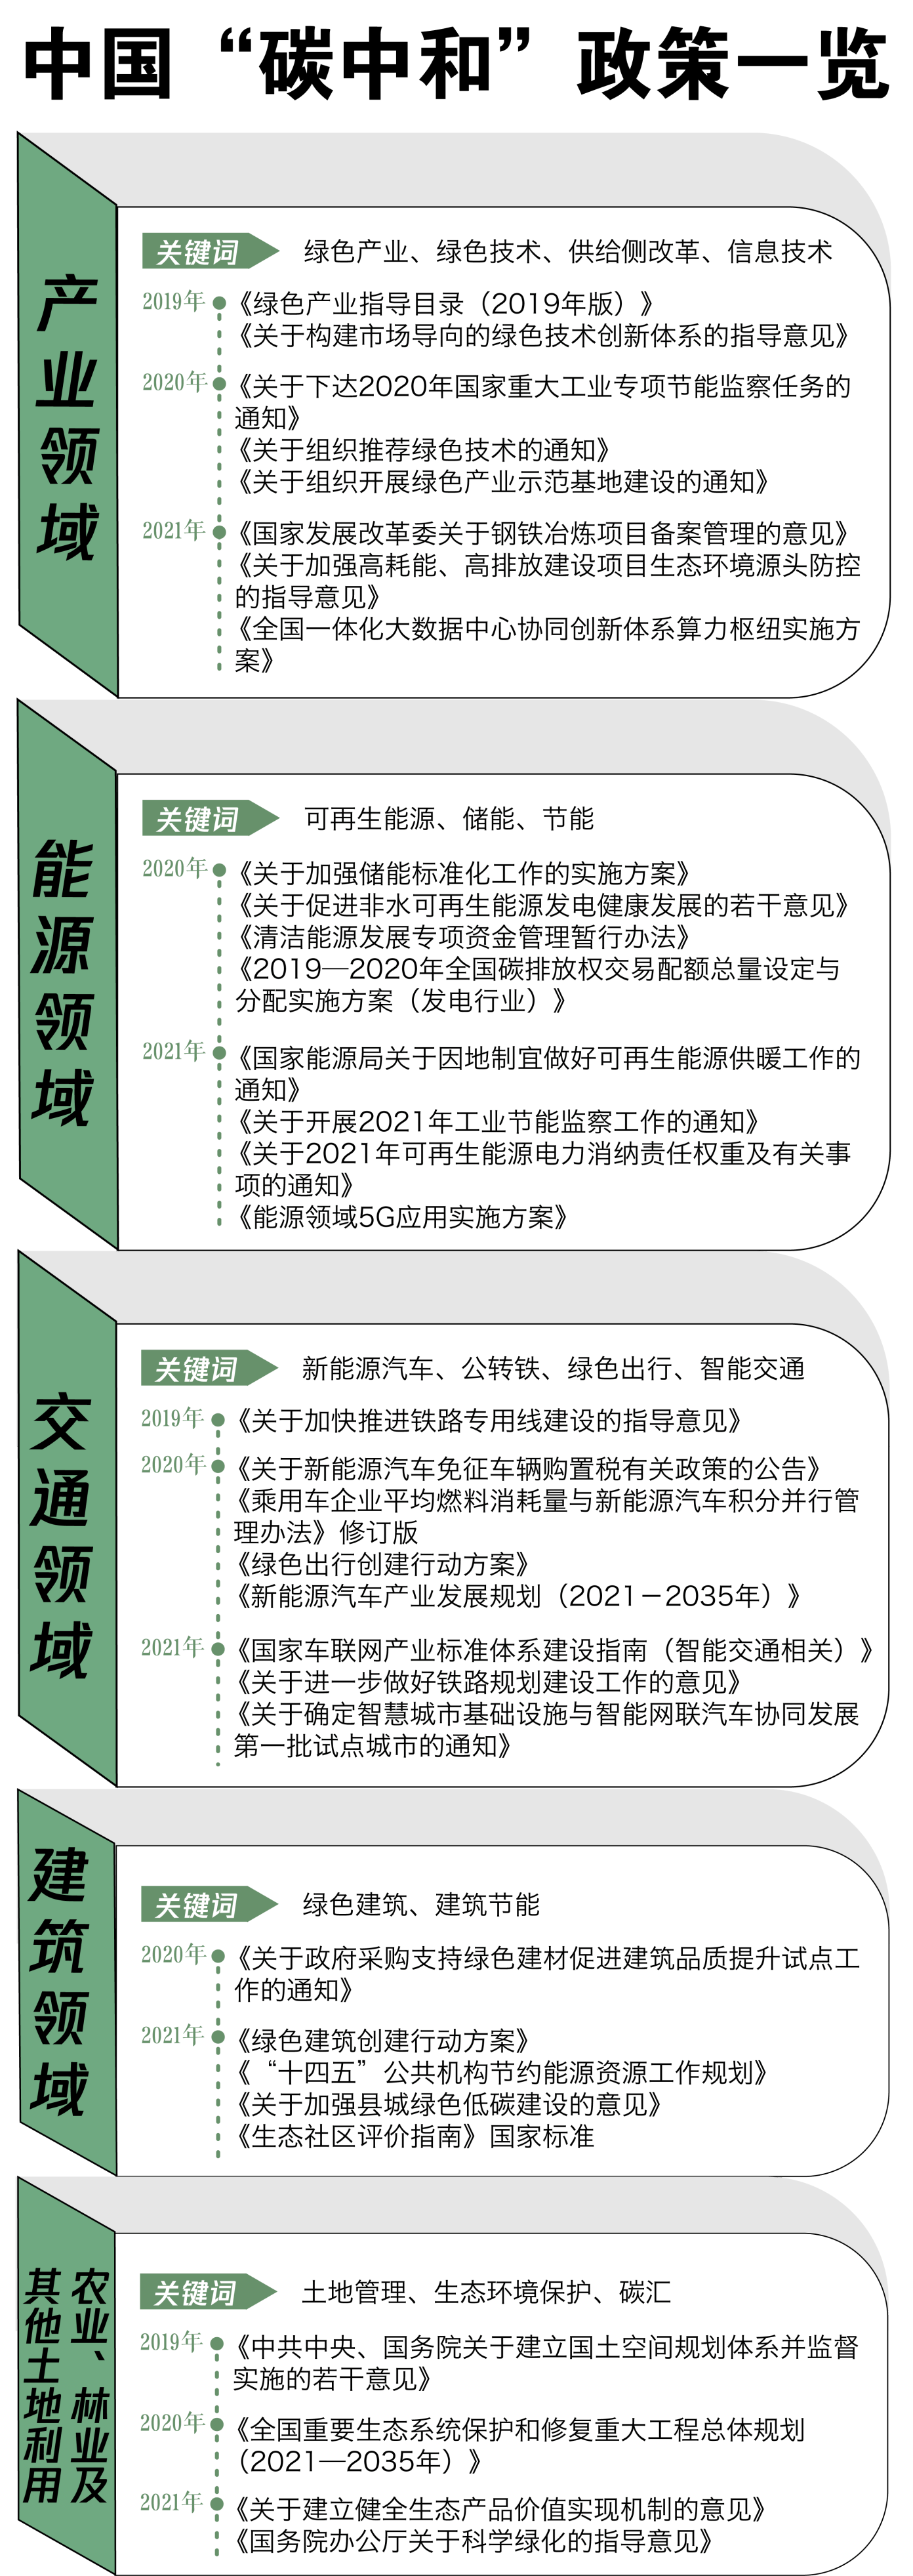 中国“碳中和”政策一览
产业领域
关键词
绿色产业、绿色技术、供给侧改革、信息技术
2019年
《绿色产业指导目录（2019年版）》
《关于构建市场导向的绿色技术创新体系的指导意见》
2020年
《关于下达2020年国家重大工业专项节能监察任务的
通知》
《关于组织推荐绿色技术的通知》
《关于组织开展绿色产业示范基地建设的通知》
2021年
《国家发展改革委关于钢铁冶炼项目备案管理的意见》
《关于加强高耗能、高排放建设项目生态环境源头防控
的指导意见》
《全国一体化大数据中心协同创新体系算力枢纽实施方
案》
能源领域
关键词
可再生能源、储能、节能
2020年
《关于加强储能标准化工作的实施方案》
《关于促进非水可再生能源发电健康发展的若干意见》
《清洁能源发展专项资金管理暂行办法》
《2019—2020年全国碳排放权交易配额总量设定与
分配实施方案（发电行业）》
2021年
《国家能源局关于因地制宜做好可再生能源供暖工作的
通知》
《关于开展2021年工业节能监察工作的通知》
《关于2021年可再生能源电力消纳责任权重及有关事
项的通知》
《能源领域5G应用实施方案》
交通领域
关键词
新能源汽车、公转铁、绿色出行、智能交通
2019年
《关于加快推进铁路专用线建设的指导意见》
2020年
《关于新能源汽车免征车辆购置税有关政策的公告》
《乘用车企业平均燃料消耗量与新能源汽车积分并行管
理办法》修订版
《绿色出行创建行动方案》
《新能源汽车产业发展规划（2021－2035年）》
2021年
《国家车联网产业标准体系建设指南（智能交通相关）》
《关于进一步做好铁路规划建设工作的意见》
《关于确定智慧城市基础设施与智能网联汽车协同发展
第一批试点城市的通知》
建筑领域
关键词
绿色建筑、建筑节能
2020年
《关于政府采购支持绿色建材促进建筑品质提升试点工
作的通知》
2021年
《绿色建筑创建行动方案》
《“十四五”公共机构节约能源资源工作规划》
《关于加强县城绿色低碳建设的意见》
《生态社区评价指南》国家标准
农业、林业及
其他土地利用
关键词
土地管理、生态环境保护、碳汇
2019年
《中共中央、国务院关于建立国土空间规划体系并监督
实施的若干意见》
2020年
《全国重要生态系统保护和修复重大工程总体规划
（2021—2035年）》
2021年
《关于建立健全生态产品价值实现机制的意见》
《国务院办公厅关于科学绿化的指导意见》